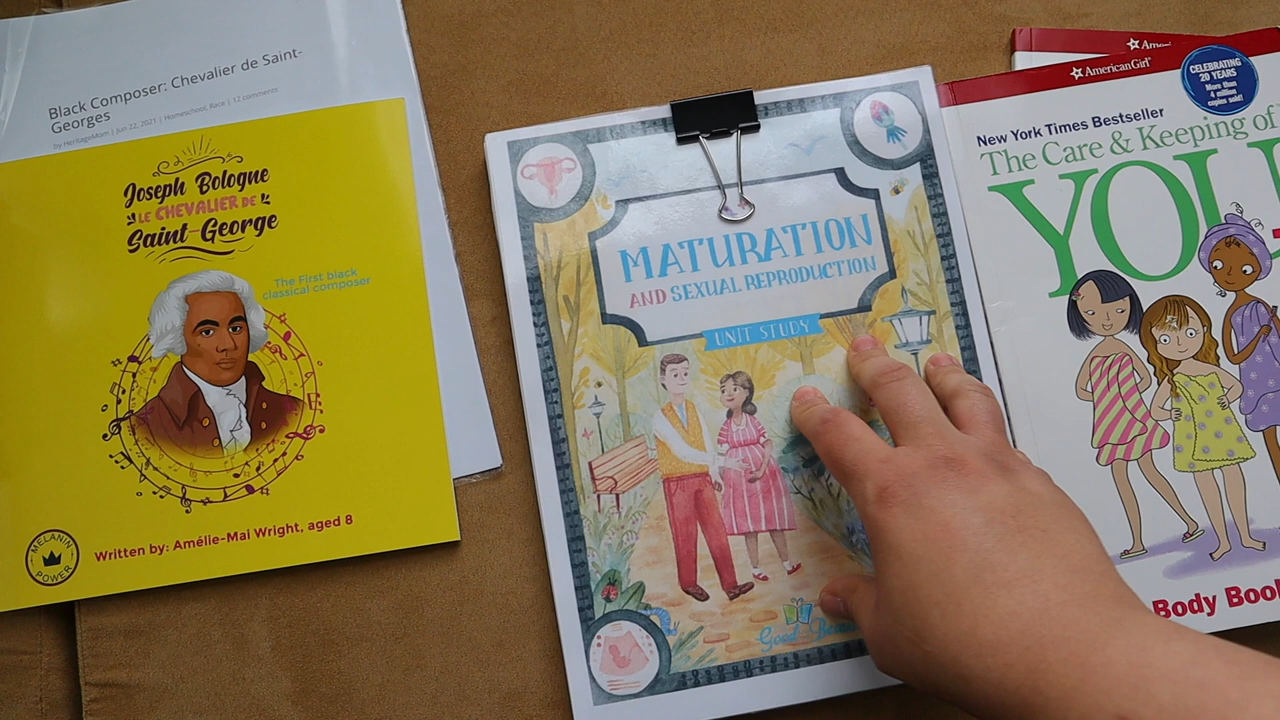 Black Composer: Chevalier de Saint-
Georges
by HeritageMom | Jun 22, 2021 | Homeschool, Race | 12 comments
Joseph Bologne
LE CHEVALIER DE
Saint-George
The First black
classical composer
MELANIN
POWER
Written by: Amélie-Mai Wright, aged 8
MATURATION
AND SEXUAL REPRODUCTION
UNIT STUDY
Good
American Girl
CELEBRATING
20 YEARS
More than
4 million
copies sold!
New York Times Bestseller
The Care & Keeping of
YOU
Body Book